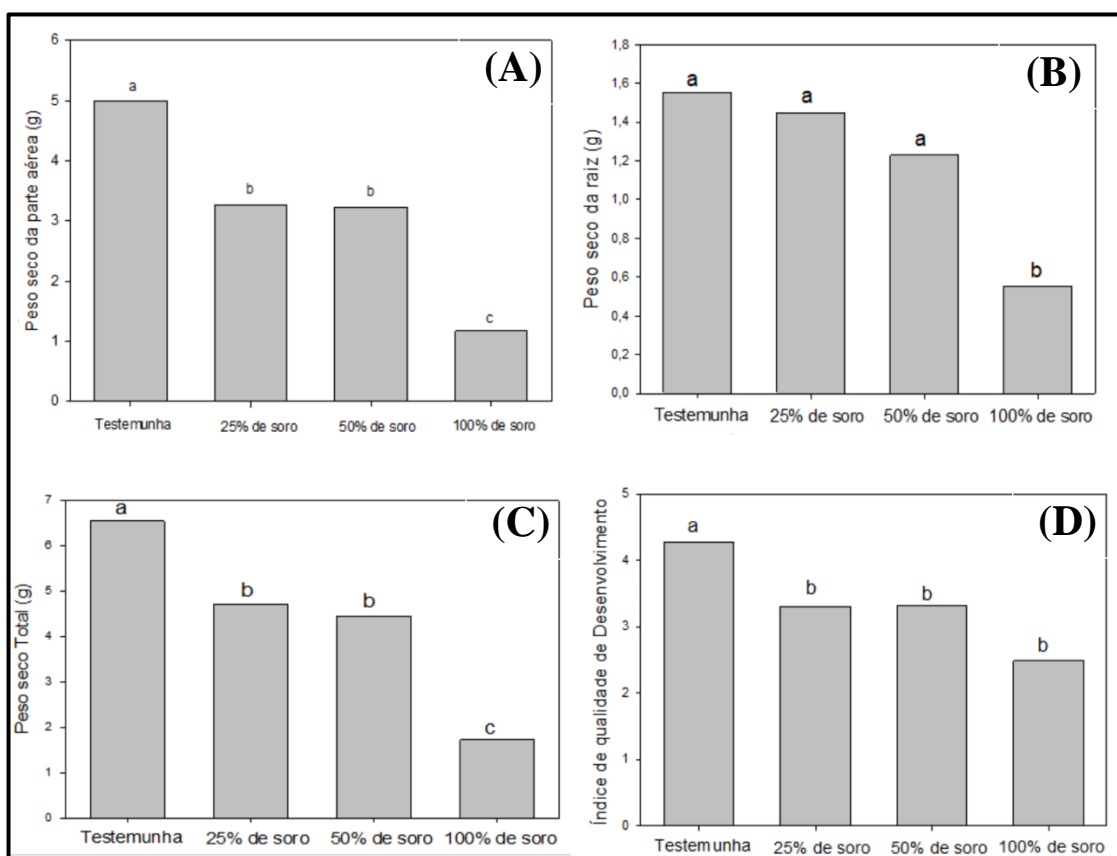 (A)
Peso seco da parte aérea (g)
6
5
4
3
2
1
0
a
b
b
c
Testemunha 25% de soro 50% de soro 100% de soro
(B)
Peso seco da raiz (g)
1,8
1,6
1,4
1,2
1,0
0,8
0,6
0,4
0,2
0,0
a
a
a
b
Testemunha 25% de soro 50% de soro 100% de soro
(C)
Peso seco Total (g)
7
6
5
4
3
2
1
0
a
b
b
c
Testemunha 25% de soro 50% de soro 100% de soro
(D)
Índice de qualidade de Desenvolvimento
5
4
3
2
1
0
a
b
b
b
Testemunha 25% de soro 50% de soro 100% de soro